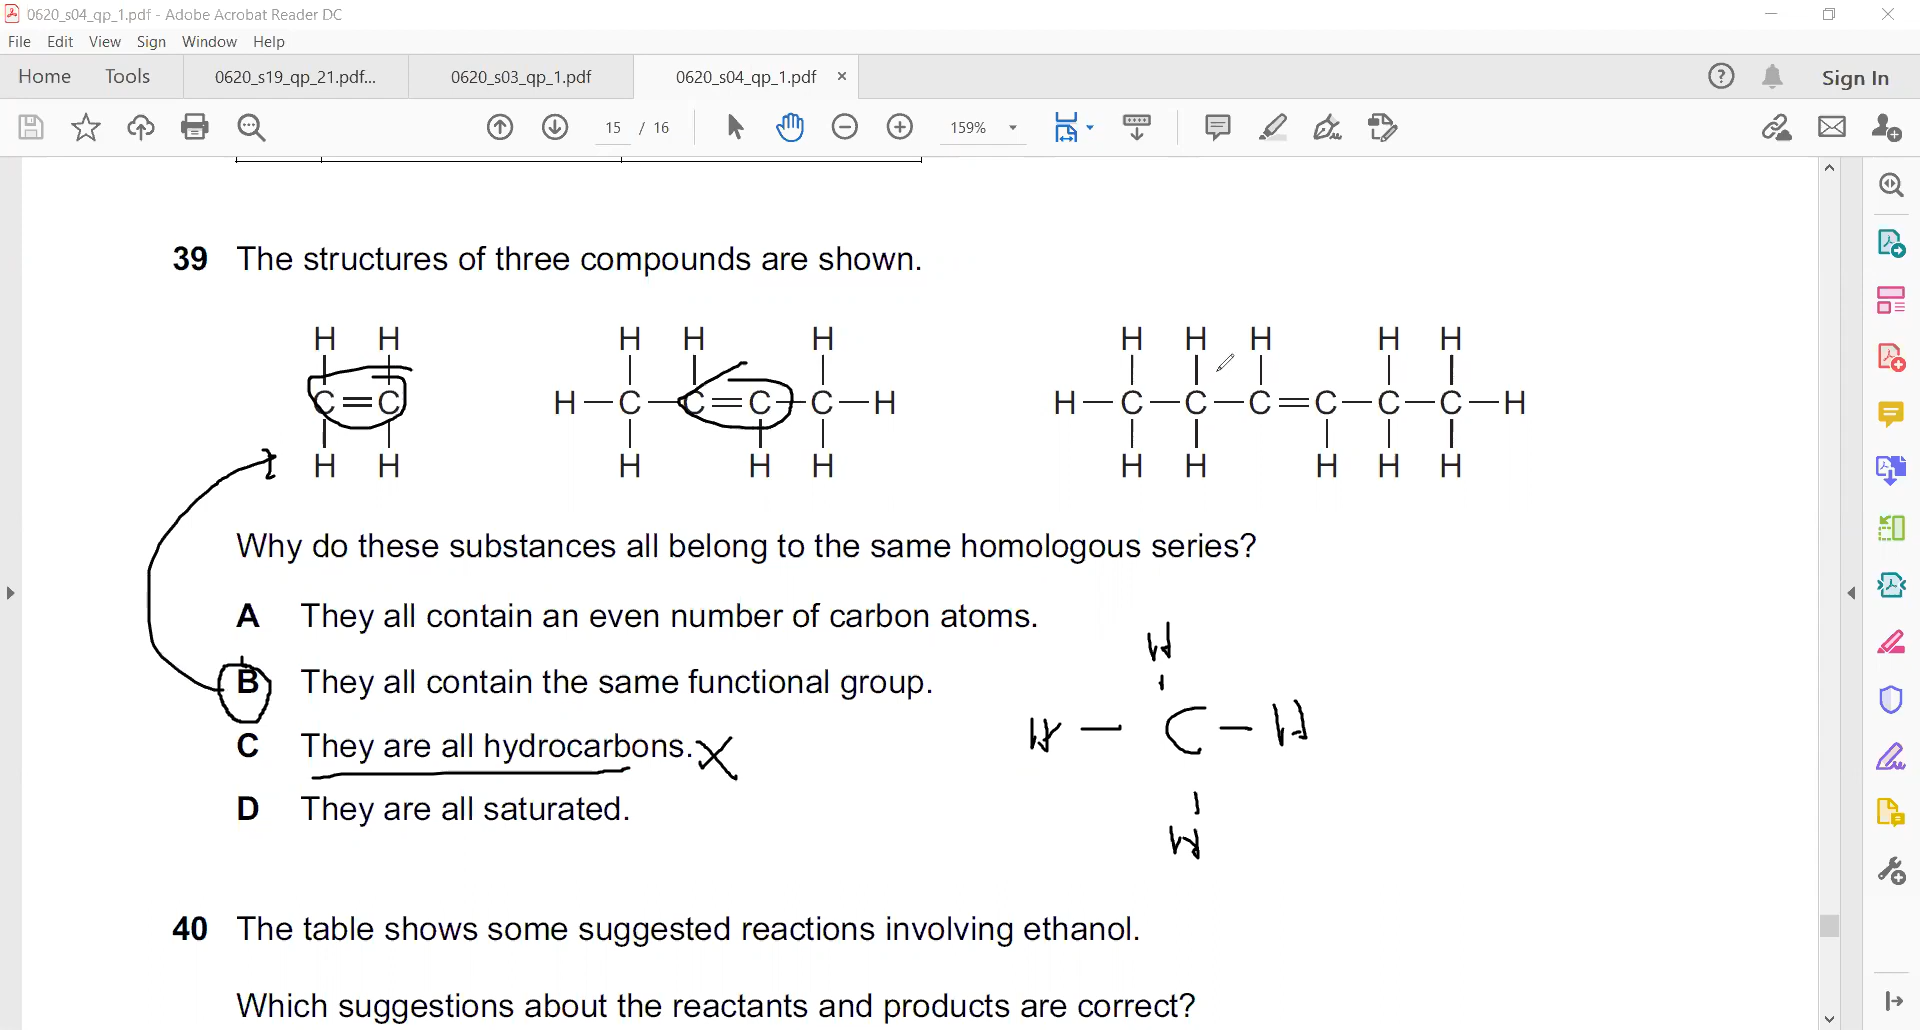 0620_s04_qp_1.pdf - Adobe Acrobat Reader DC
File Edit View Sign Window Help
Home Tools 0620_s19_qp_21.pdf... 0620_s03_qp_1.pdf 0620_s04_qp_1.pdf × Sign In
15 / 16 159%
39 The structures of three compounds are shown.
H H H H H H H H H H
C = C H — C — C = C — C — H H — C — C — C = C — C — C — H
H H H H H H H H H H
Why do these substances all belong to the same homologous series?
A They all contain an even number of carbon atoms.
B They all contain the same functional group.
C They are all hydrocarbons. X
D They are all saturated.
H
H — C — H
H
40 The table shows some suggested reactions involving ethanol.
Which suggestions about the reactants and products are correct?